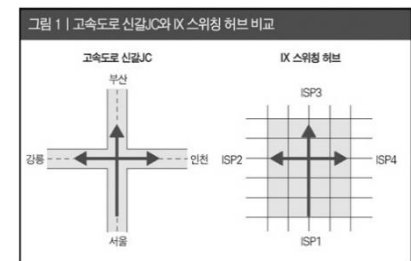 그림 1 | 고속도로 신갈JC와 IX 스위칭 허브 비교
고속도로 신갈JC
부산
강릉
인천
서울
IX 스위칭 허브
ISP3
ISP2
ISP4
ISP1